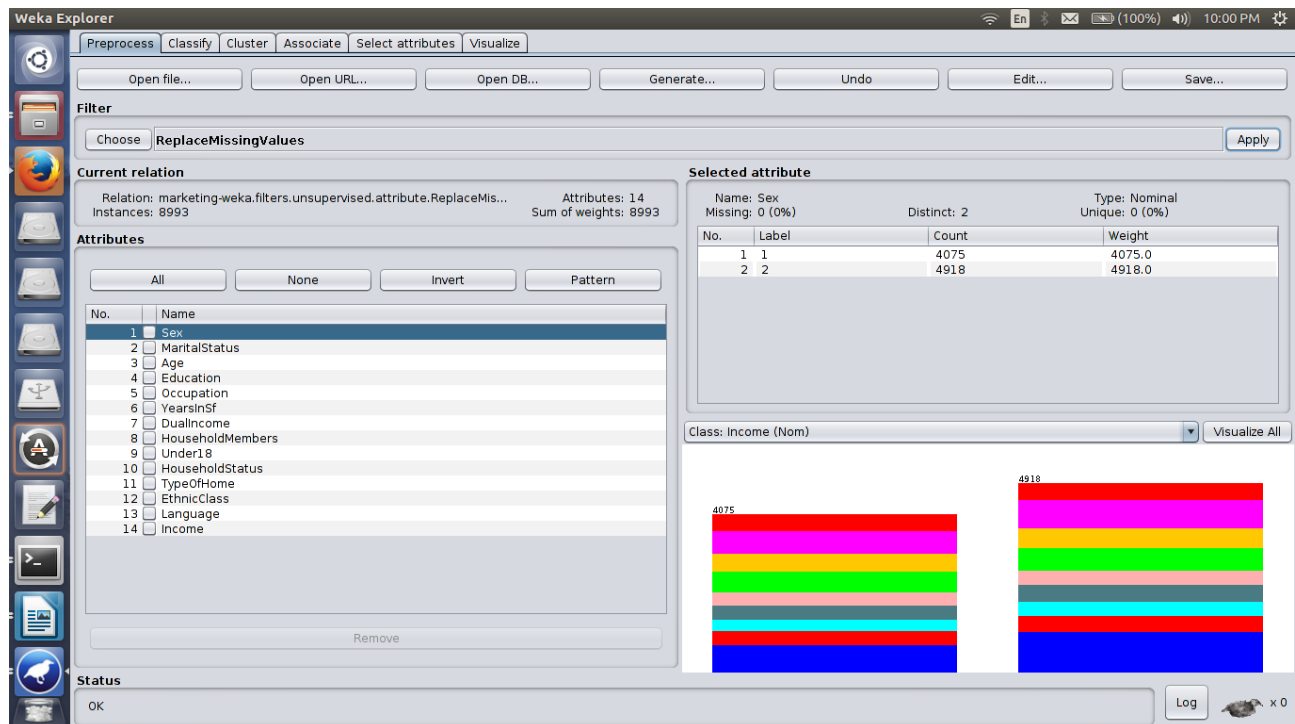 Weka Explorer
En (100%) 10:00 PM
Preprocess Classify Cluster Associate Select attributes Visualize
Open file... Open URL... Open DB... Generate... Undo Edit... Save...
Filter
Choose ReplaceMissingValues Apply
Current relation
Relation: marketing-weka.filters.unsupervised.attribute.ReplaceMis... Attributes: 14
Instances: 8993 Sum of weights: 8993
Attributes
All None Invert Pattern
No. Name
1 Sex
2 MaritalStatus
3 Age
4 Education
5 Occupation
6 YearsInSf
7 DualIncome
8 HouseholdMembers
9 Under18
10 HouseholdStatus
11 TypeOfHome
12 EthnicClass
13 Language
14 Income
Remove
Selected attribute
Name: Sex Type: Nominal
Missing: 0 (0%) Distinct: 2 Unique: 0 (0%)
No. Label Count Weight
1 1 4075 4075.0
2 2 4918 4918.0
Class: Income (Nom) Visualize All
4075
4918
Status
OK
Log x 0